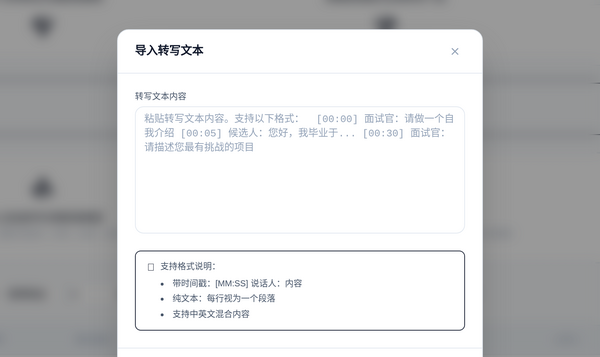 导入转写文本
×
转写文本内容
粘贴转写文本内容。支持以下格式： [00:00] 面试官：请做一个自
我介绍 [00:05] 候选人：您好，我毕业于... [00:30] 面试官：
请描述您最有挑战的项目
支持格式说明：
• 带时间戳：[MM:SS] 说话人：内容
• 纯文本：每行视为一个段落
• 支持中英文混合内容